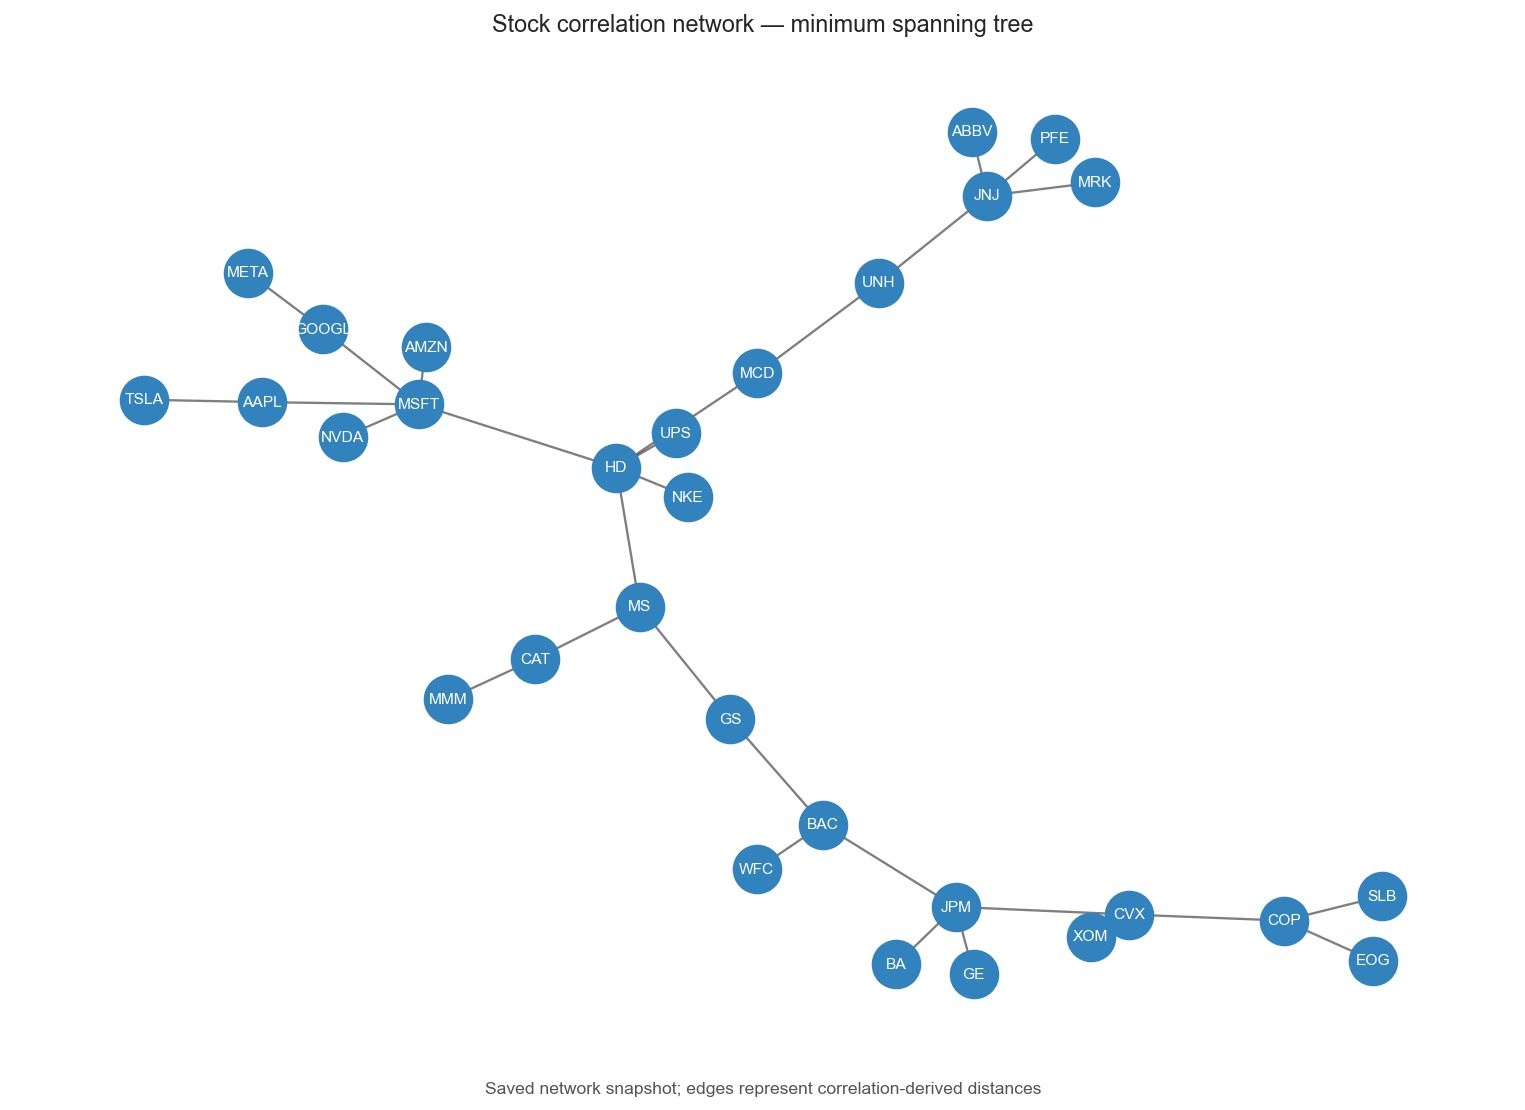 Stock correlation network — minimum spanning tree
ABBV
PFE
MRK
JNJ
META
UNH
GOOGL
AMZN
MCD
TSLA
AAPL
MSFT
NVDA
UPS
HD
NKE
MS
CAT
MMM
GS
BAC
WFC
SLB
JPM
CVX
COP
XOM
BA
GE
EOG
Saved network snapshot; edges represent correlation-derived distances